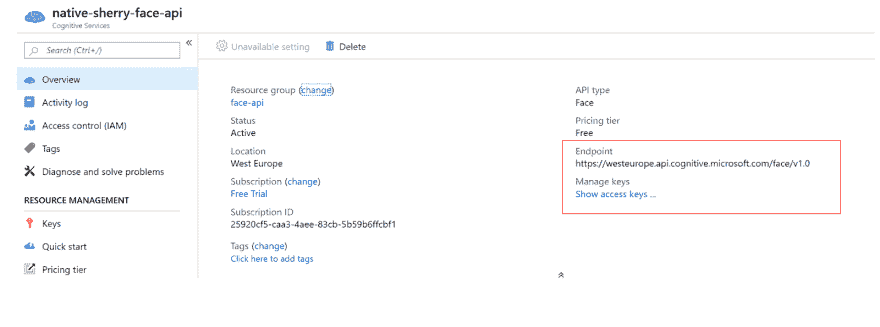 native-sherry-face-api
Cognitive Services
Search (Ctrl+/)
«
Overview
Activity log
Access control (IAM)
Tags
Diagnose and solve problems
RESOURCE MANAGEMENT
Keys
Quick start
Pricing tier
Unavailable setting
Delete
Resource group (change)
face-api
Status
Active
Location
West Europe
Subscription (change)
Free Trial
Subscription ID
25920cf5-caa3-4aee-83cb-5b59b6ffcbf1
Tags (change)
Click here to add tags
API type
Face
Pricing tier
Free
Endpoint
https://westeurope.api.cognitive.microsoft.com/face/v1.0
Manage keys
Show access keys ...